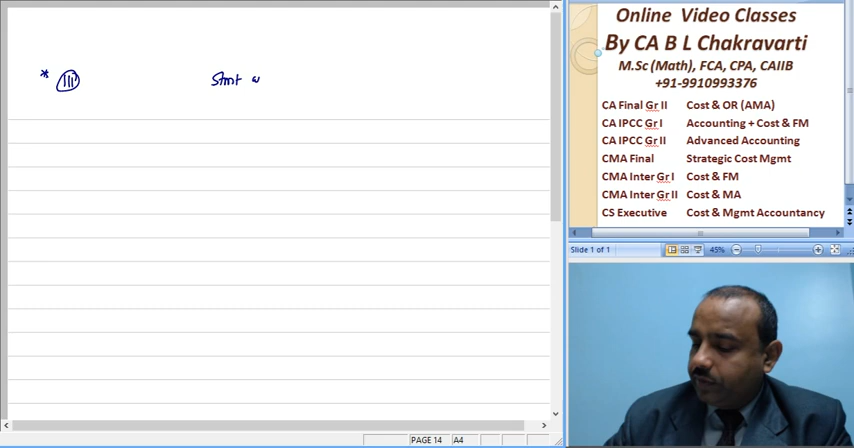 * (III)
Stmt
Online Video Classes
By CA B L Chakravarti
M.Sc (Math), FCA, CPA, CAIIB
+91-9910993376
CA Final Gr II Cost & OR (AMA)
CA IPCC Gr I Accounting + Cost & FM
CA IPCC Gr II Advanced Accounting
CMA Final Strategic Cost Mgmt
CMA Inter Gr I Cost & FM
CMA Inter Gr II Cost & MA
CS Executive Cost & Mgmt Accountancy
Slide 1 of 1 45%
PAGE 14 A4